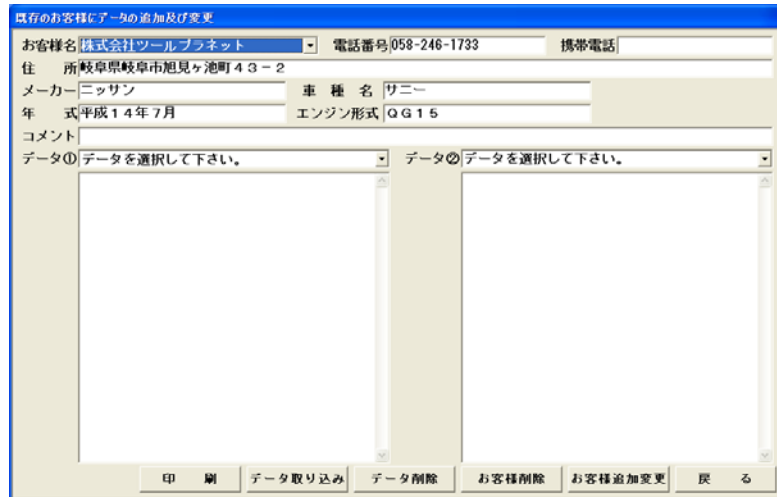 既存のお客様にデータの追加及び変更
お客様名 株式会社ツールプラネット 電話番号 058-246-1733 携帯電話
住 所 岐阜県岐阜市旭見ヶ池町43-2
メーカー ニッサン 車 種 名 サニー
年 式 平成14年7月 エンジン形式 QG15
コメント
データ① データを選択して下さい。 データ② データを選択して下さい。
印 刷 データ取り込み データ削除 お客様削除 お客様追加変更 戻 る